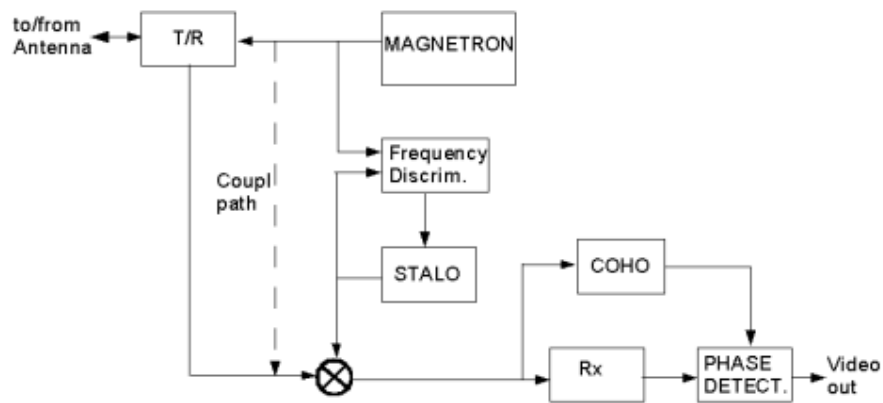 to/from
Antenna
T/R
MAGNETRON
Frequency
Discrim.
Coupl
path
STALO
COHO
Rx
PHASE
DETECT.
Video
out